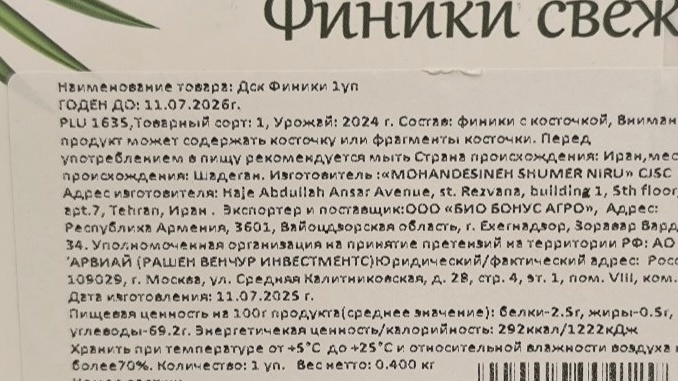 Финики свеж
Наименование товара: Дск Финики 1уп
ГОДЕН ДО: 11.07.2026г.
PLU 1635,Товарный сорт: 1, Урожай: 2024 г. Состав: финики с косточкой, Вниман
продукт может содержать косточку или фрагменты косточки. Перед
употреблением в пищу рекомендуется мыть Страна происхождения: Иран,мес
происхождения: Шадеган. Изготовитель :«MOHANDESINEH SHUMER NIRU» CJSC
Адрес изготовителя: Haje Abdullah Ansar Avenue, st. Rezvana, building 1, 5th floor,
apt.7, Tehran, Иран . Экспортер и поставщик:ООО «БИО БОНУС АГРО», Адрес:
Республика Армения, 3601, Вайоцдзорская область, г. Ехегнадзор, Зоравар Вард
34. Уполномоченная организация на принятие претензий на территории РФ: АО
'АРВИАЙ (РАШЕН ВЕНЧУР ИНВЕСТМЕНТС)Юридический/фактический адрес: Росс
109029, г. Москва, ул. Средняя Калитниковская, д. 28, стр. 4, эт. 1, пом. VIII, ком.
Дата изготовления: 11.07.2025 г.
Пищевая ценность на 100г продукта(среднее значение): белки-2.5г, жиры-0.5г,
углеводы-69.2г. Энергетичекая ценность/калорийность: 292ккал/1222кДж
Хранить при температуре от +5°С до +25°С и относительной влажности воздуха н
более70%. Количество: 1 уп. Вес нетто: 0.400 кг